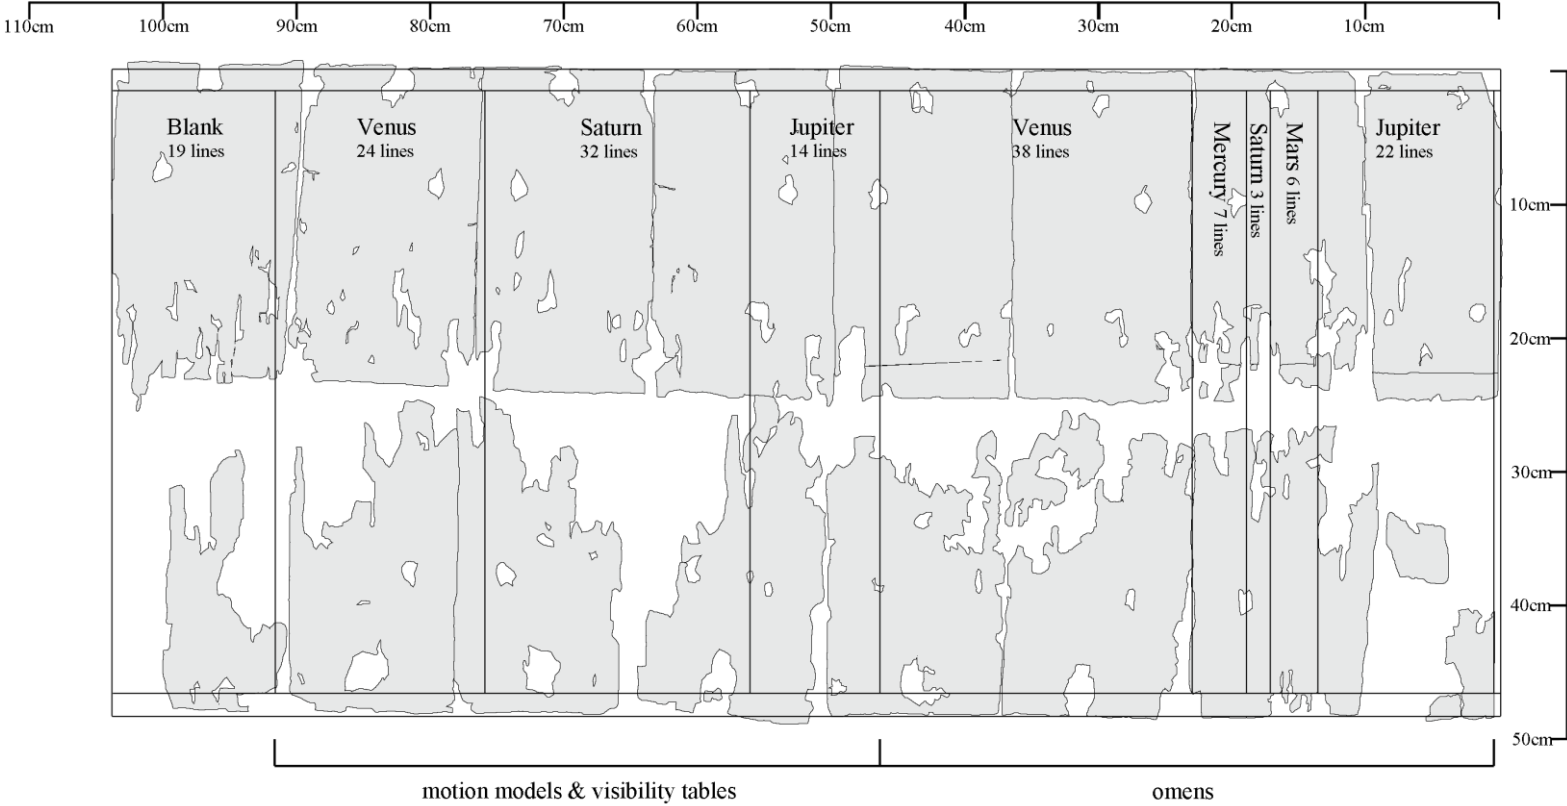 110cm 100cm 90cm 80cm 70cm 60cm 50cm 40cm 30cm 20cm 10cm
Blank
19 lines
Venus
24 lines
Saturn
32 lines
Jupiter
14 lines
Venus
38 lines
Mercury 7 lines
Saturn 3 lines
Mars 6 lines
Jupiter
22 lines
10cm
20cm
30cm
40cm
50cm
motion models & visibility tables
omens